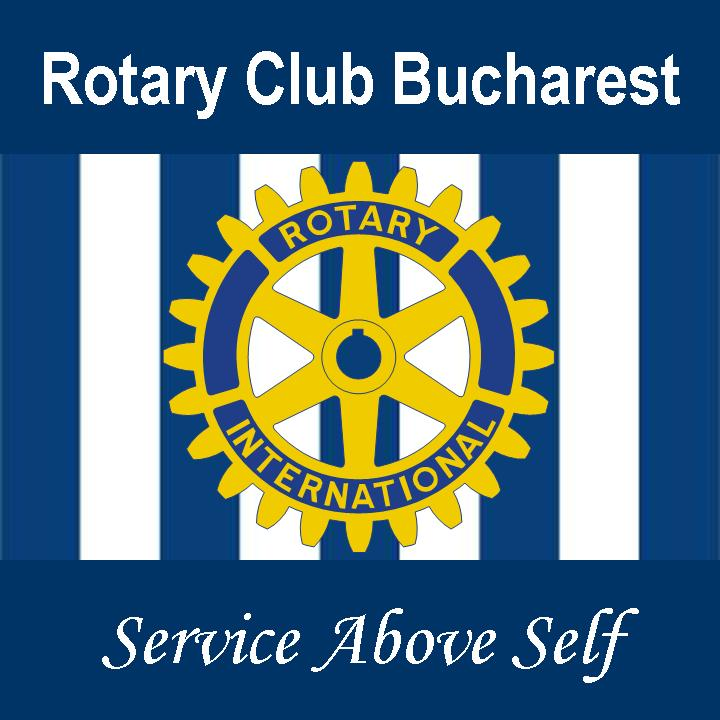 Rotary Club Bucharest
ROTARY
INTERNATIONAL
Service Above Self